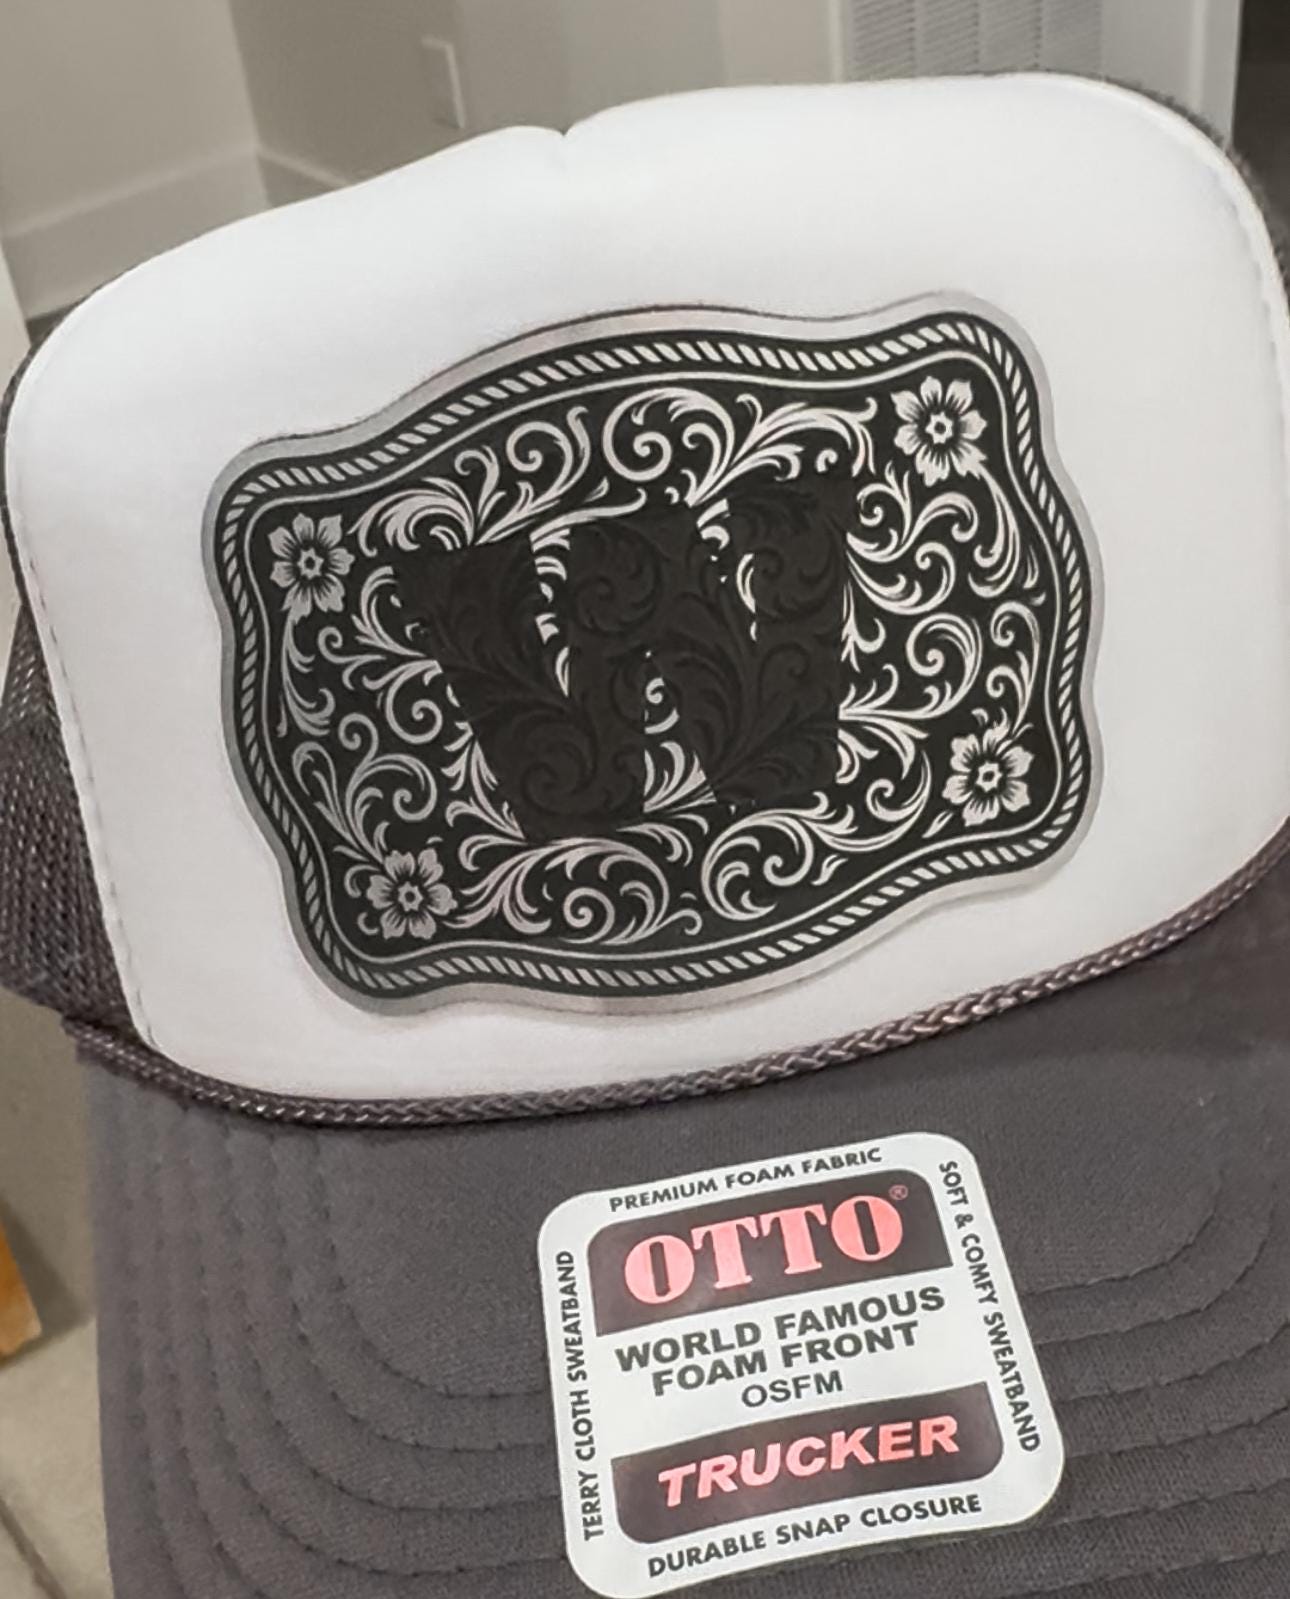 W
PREMIUM FOAM FABRIC
OTTO®
WORLD FAMOUS
FOAM FRONT
OSFM
TRUCKER
DURABLE SNAP CLOSURE
TERRY CLOTH SWEATBAND
SOFT & COMFY SWEATBAND